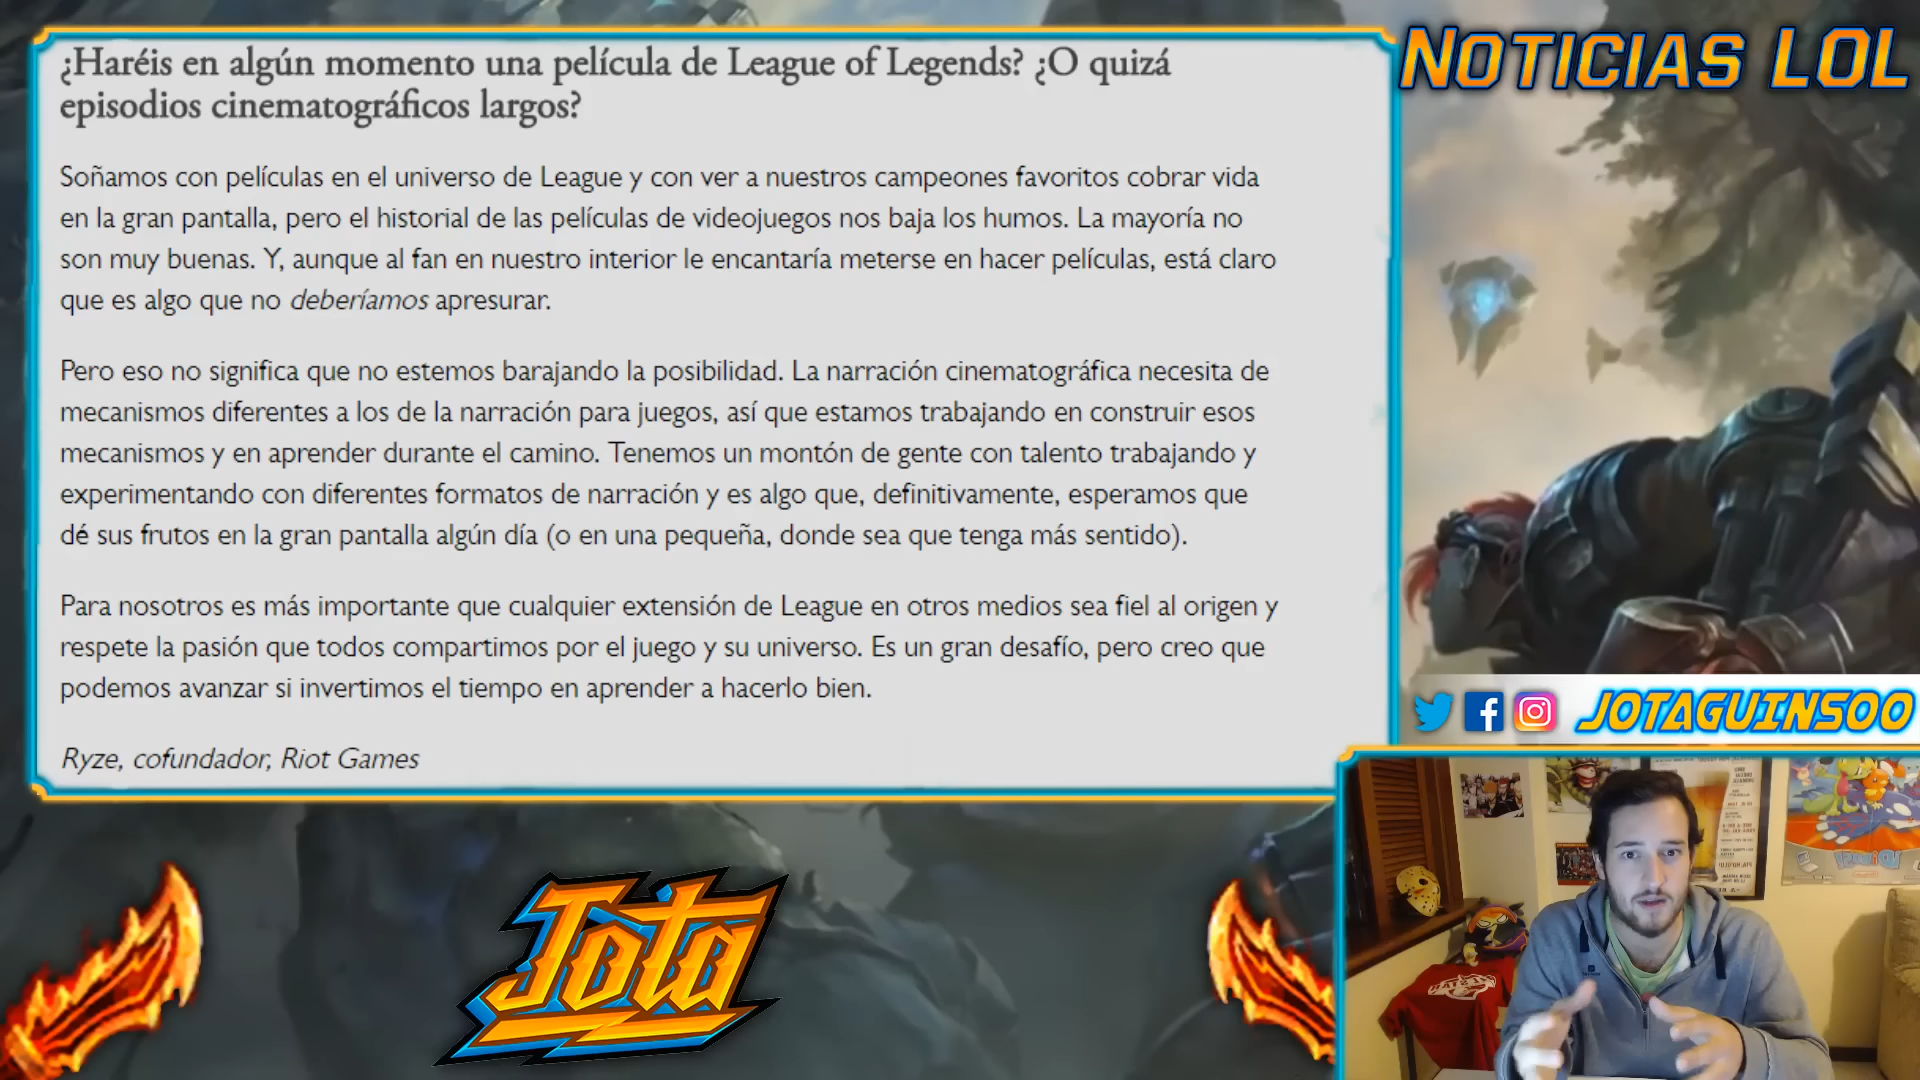 ¿Haréis en algún momento una película de League of Legends? ¿O quizá
episodios cinematográficos largos?
Soñamos con películas en el universo de League y con ver a nuestros campeones favoritos cobrar vida
en la gran pantalla, pero el historial de las películas de videojuegos nos baja los humos. La mayoría no
son muy buenas. Y, aunque al fan en nuestro interior le encantaría meterse en hacer películas, está claro
que es algo que no deberíamos apresurar.
Pero eso no significa que no estemos barajando la posibilidad. La narración cinematográfica necesita de
mecanismos diferentes a los de la narración para juegos, así que estamos trabajando en construir esos
mecanismos y en aprender durante el camino. Tenemos un montón de gente con talento trabajando y
experimentando con diferentes formatos de narración y es algo que, definitivamente, esperamos que
dé sus frutos en la gran pantalla algún día (o en una pequeña, donde sea que tenga más sentido).
Para nosotros es más importante que cualquier extensión de League en otros medios sea fiel al origen y
respete la pasión que todos compartimos por el juego y su universo. Es un gran desafío, pero creo que
podemos avanzar si invertimos el tiempo en aprender a hacerlo bien.
Ryze, cofundador, Riot Games
NOTICIAS LOL
JOTAGUINSOO
Jota